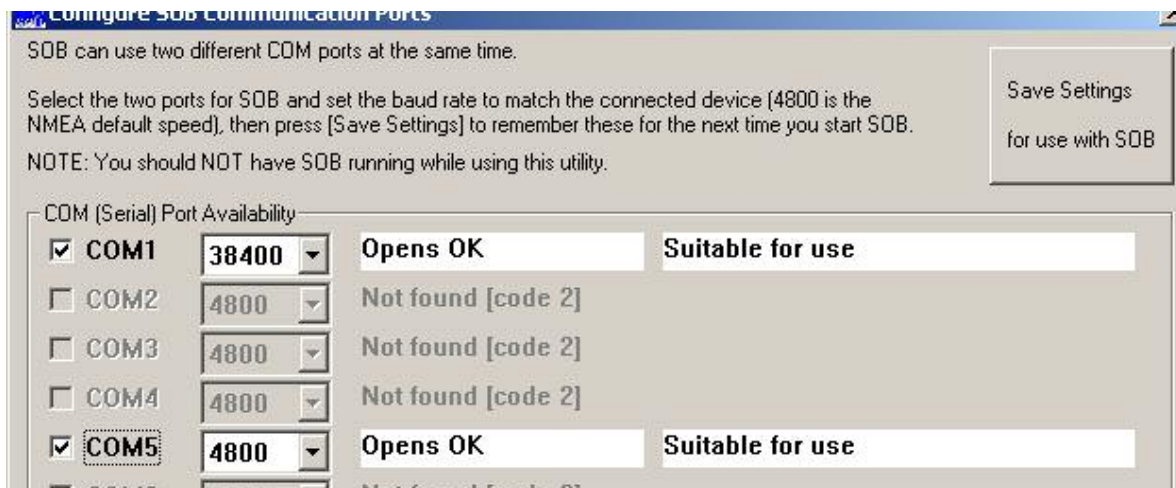 Configure SOB Communication Ports
SOB can use two different COM ports at the same time.
Select the two ports for SOB and set the baud rate to match the connected device (4800 is the
NMEA default speed), then press [Save Settings] to remember these for the next time you start SOB.
NOTE: You should NOT have SOB running while using this utility.
Save Settings
for use with SOB
COM (Serial) Port Availability
COM1 38400 Opens OK Suitable for use
COM2 4800 Not found [code 2]
COM3 4800 Not found [code 2]
COM4 4800 Not found [code 2]
COM5 4800 Opens OK Suitable for use